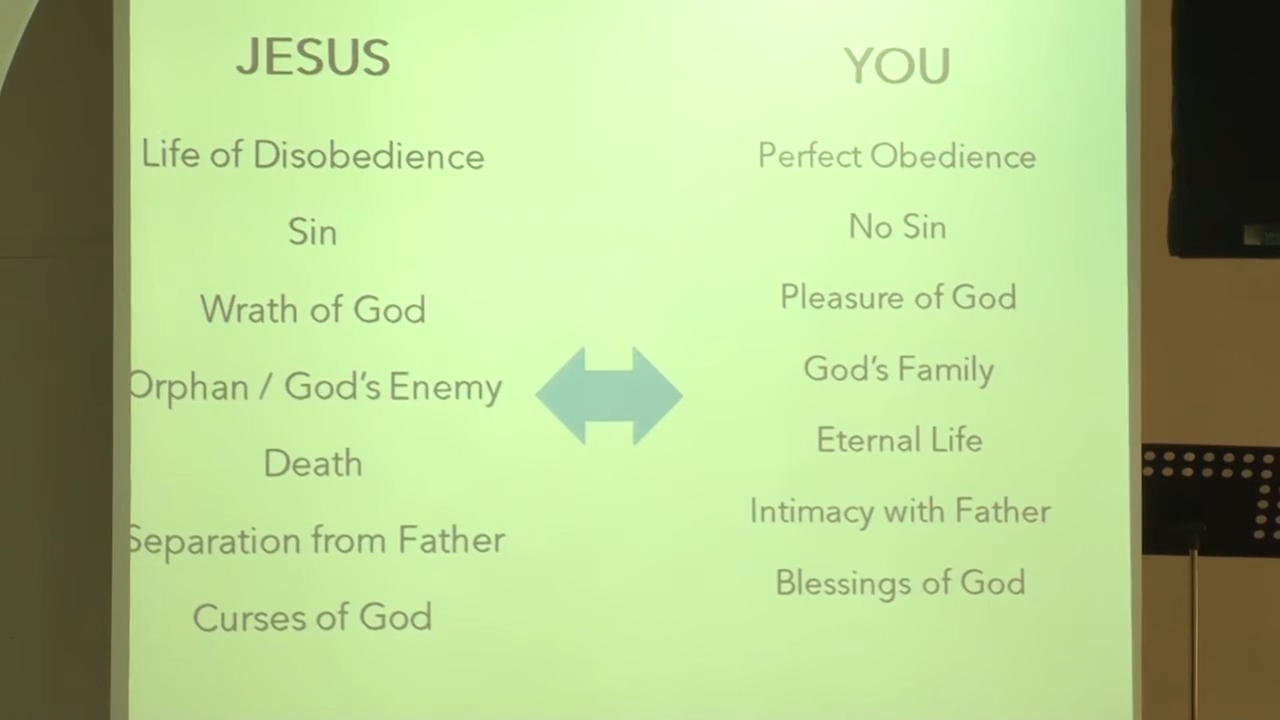 JESUS
Life of Disobedience
Sin
Wrath of God
Orphan / God's Enemy
Death
Separation from Father
Curses of God
YOU
Perfect Obedience
No Sin
Pleasure of God
God's Family
Eternal Life
Intimacy with Father
Blessings of God